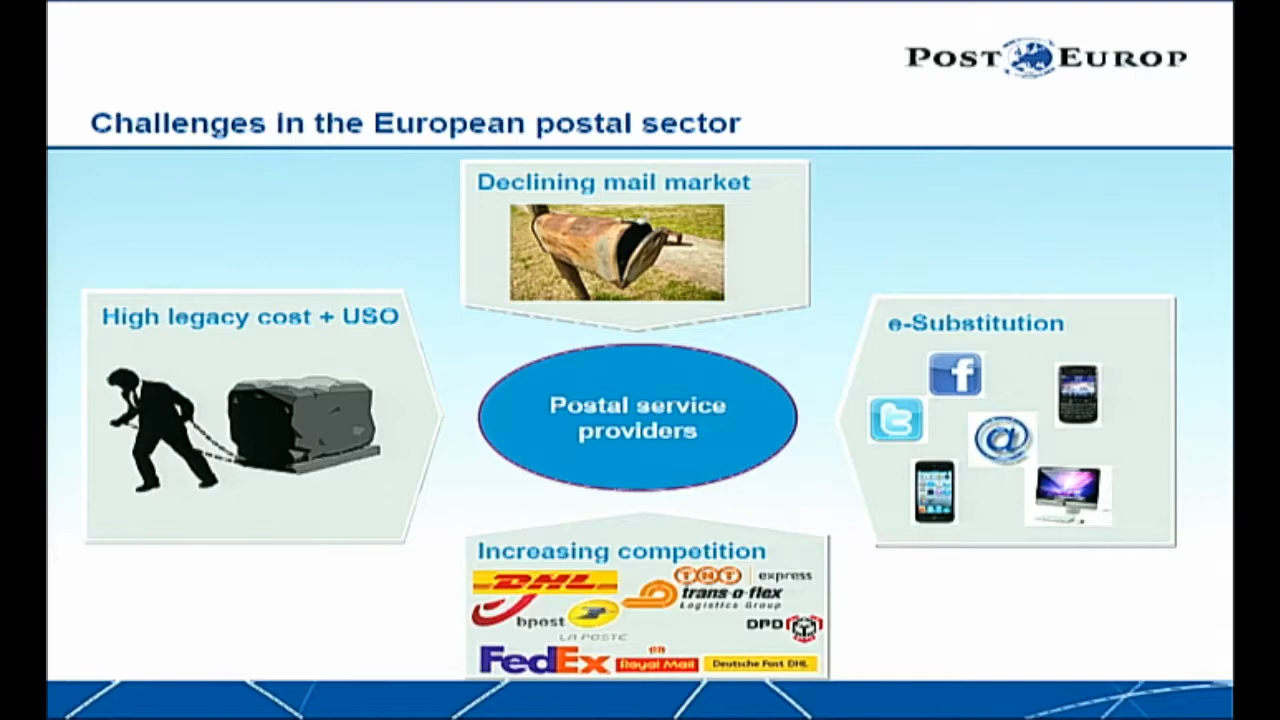 POST EUROP
Challenges in the European postal sector
Declining mail market
High legacy cost + USO
e-Substitution
Postal service
providers
Increasing competition
DHL
TNT express
trans-o-flex
Logistics Group
bpost
LA POSTE
DPD
FedEx
Royal Mail
Deutsche Post DHL